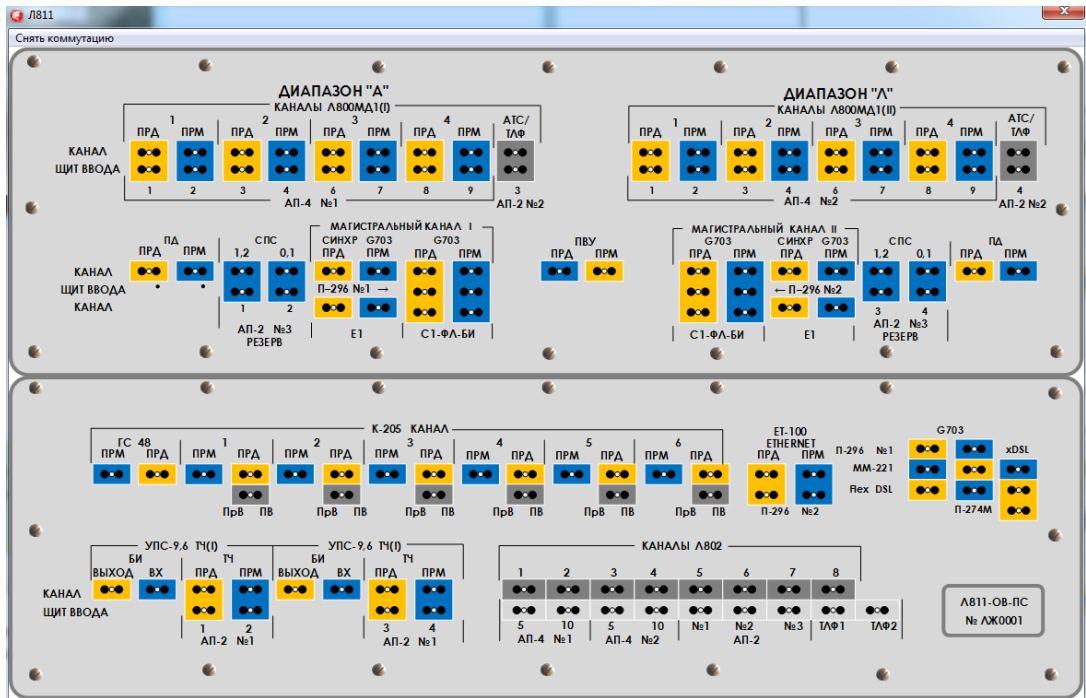 Л811
Снять коммутацию
ДИАПАЗОН "А"
КАНАЛЫ Л800МД1(I)
1 2 3 4 АТС/
ПРД ПРМ ПРД ПРМ ПРД ПРМ ПРД ПРМ ТЛФ
КАНАЛ
ЩИТ ВВОДА
1 2 3 4 6 7 8 9 3
АП-4 №1 АП-2 №2
ДИАПАЗОН "Л"
КАНАЛЫ Л800МД1(II)
1 2 3 4 АТС/
ПРД ПРМ ПРД ПРМ ПРД ПРМ ПРД ПРМ ТЛФ
1 2 3 4 6 7 8 9 4
АП-4 №2 АП-2 №2
МАГИСТРАЛЬНЫЙ КАНАЛ I
ПД СПС СИНХР G703 G703
ПРД ПРМ 1,2 0,1 ПРД ПРМ ПРД ПРМ
КАНАЛ
ЩИТ ВВОДА П-296 №1 →
КАНАЛ
1 2
АП-2 №3 Е1 С1-ФЛ-БИ
РЕЗЕРВ
ПВУ
ПРД ПРМ
МАГИСТРАЛЬНЫЙ КАНАЛ II
G703 СИНХР G703 СПС ПД
ПРД ПРМ ПРД ПРМ 1,2 0,1 ПРД ПРМ
← П-296 №2
3 4
С1-ФЛ-БИ Е1 АП-2 №3
РЕЗЕРВ
К-205 КАНАЛ
ГС 48 1 2 3 4 5 6
ПРМ ПРД ПРМ ПРД ПРМ ПРД ПРМ ПРД ПРМ ПРД ПРМ ПРД ПРМ ПРД
ПрВ ПВ ПрВ ПВ ПрВ ПВ ПрВ ПВ ПрВ ПВ ПрВ ПВ
ЕТ-100
ETHERNET
ПРД ПРМ
П-296 №2
G703
П-296 №1 xDSL
ММ-221
Flex DSL
П-274М
УПС-9,6 ТЧ(I) УПС-9,6 ТЧ(I)
БИ ТЧ БИ ТЧ
ВЫХОД ВХ ПРД ПРМ ВЫХОД ВХ ПРД ПРМ
КАНАЛ
ЩИТ ВВОДА
1 2 3 4
АП-2 №1 АП-2 №1
КАНАЛЫ Л802
1 2 3 4 5 6 7 8
5 10 5 10 №1 №2 №3 ТЛФ1 ТЛФ2
АП-4 №1 АП-4 №2 АП-2
Л811-ОВ-ПС
№ ЛЖ0001